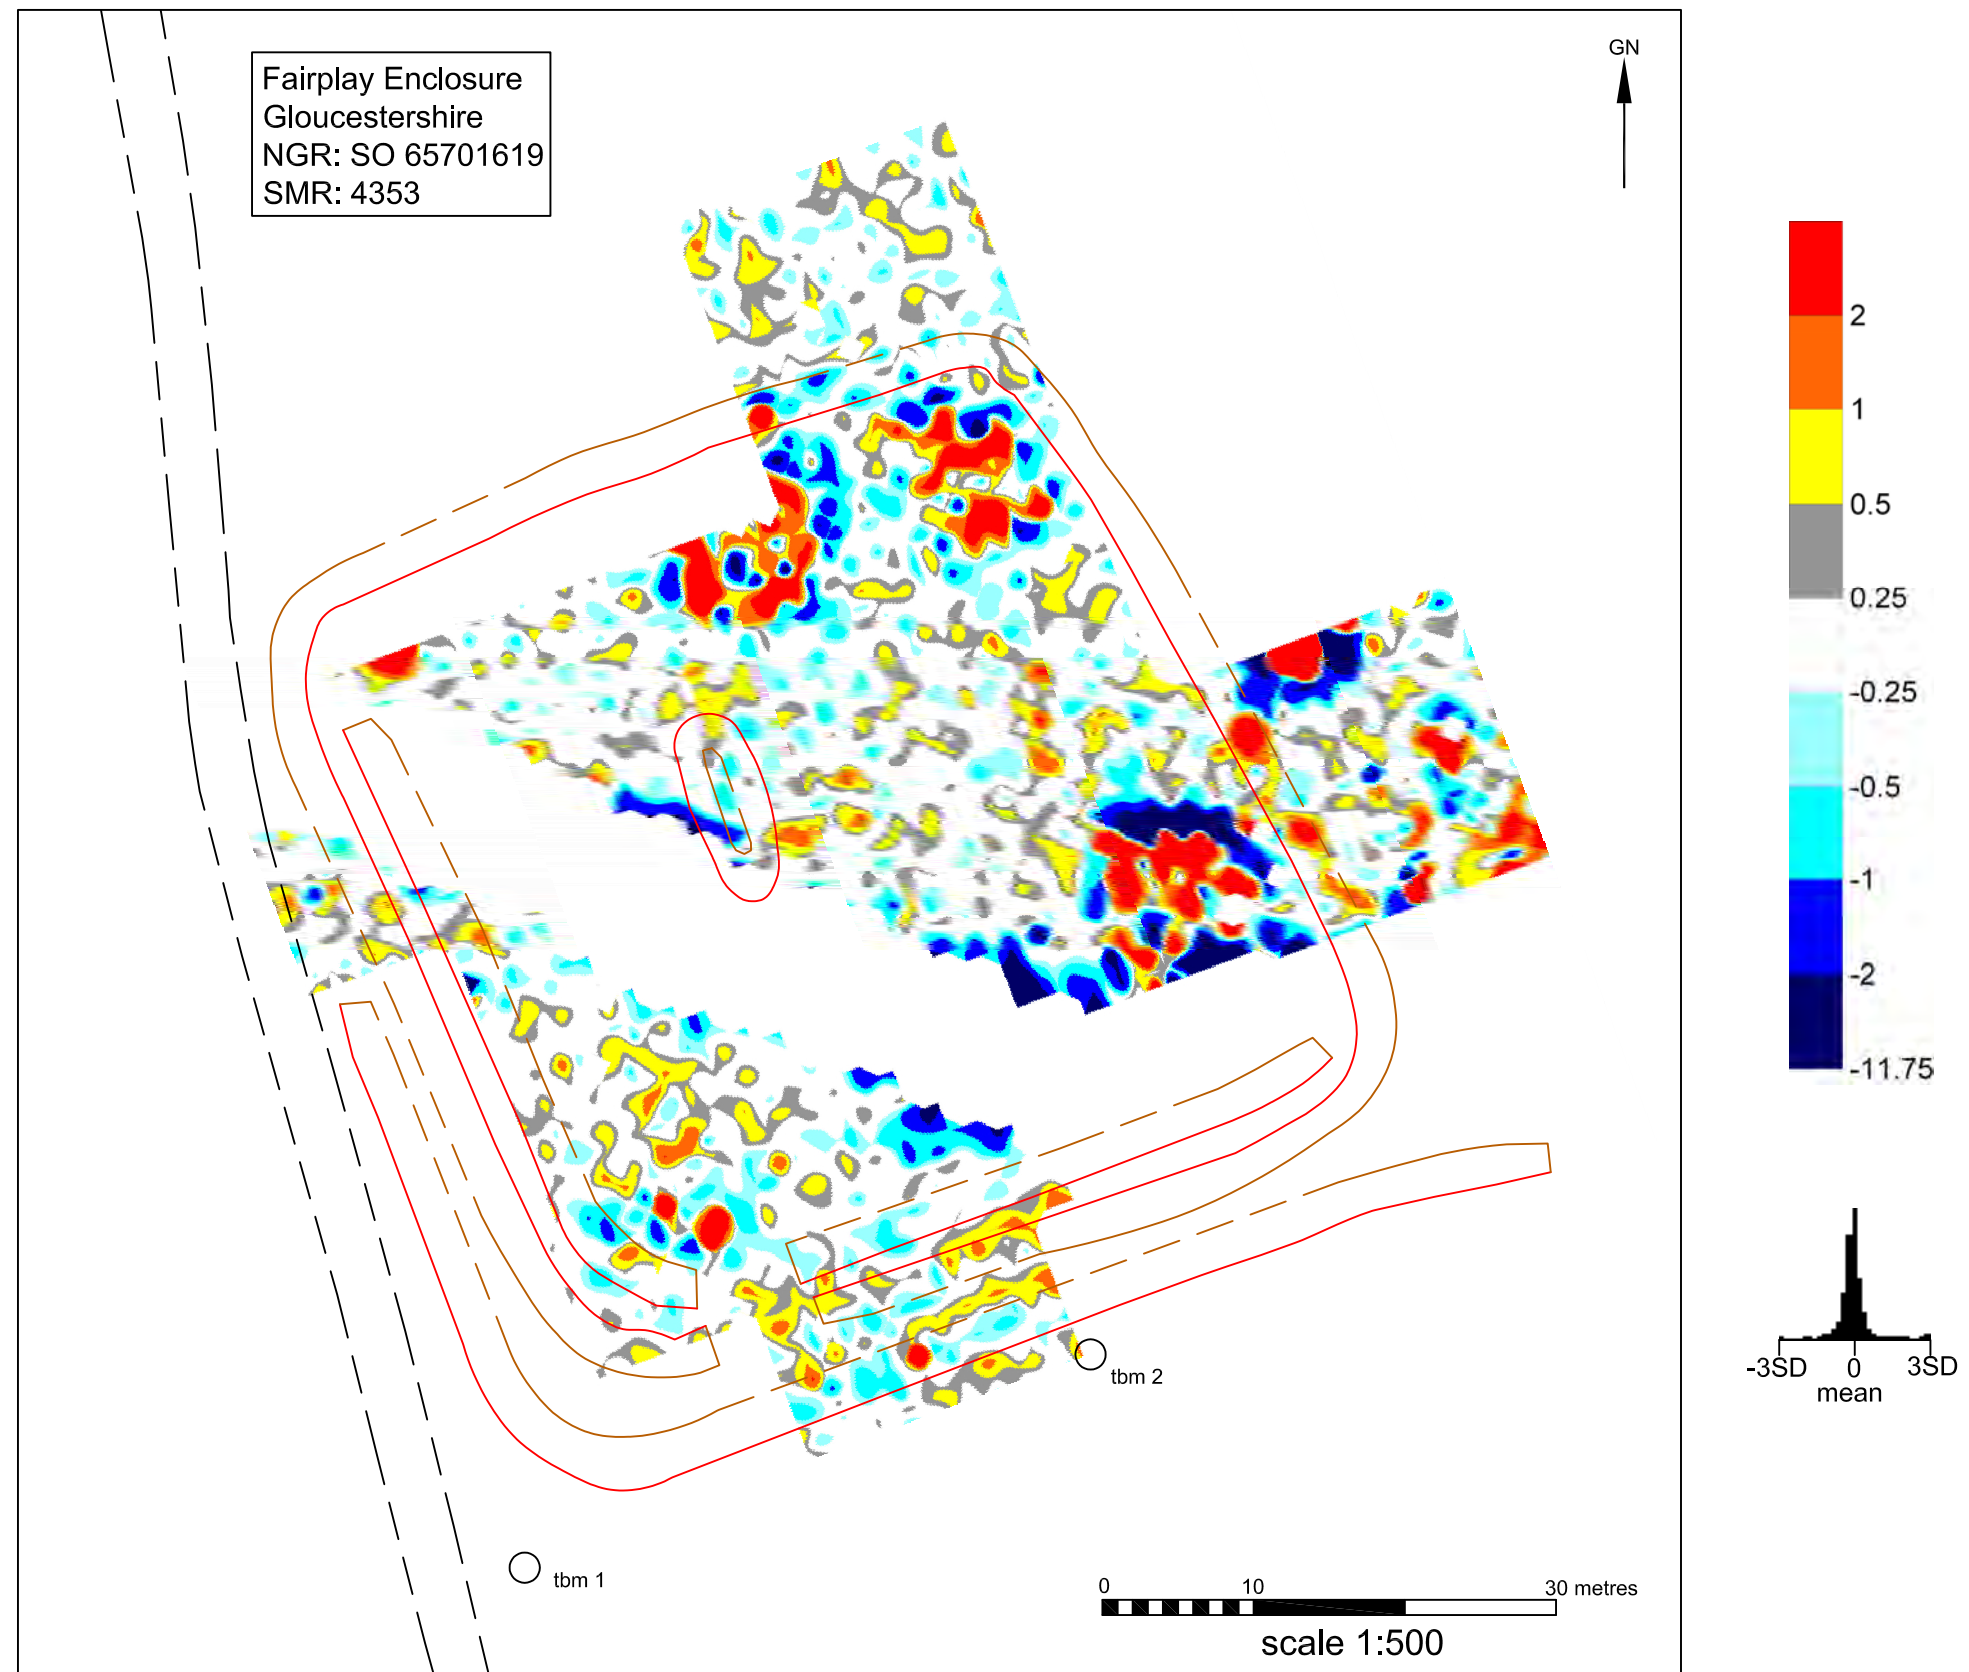 Fairplay Enclosure
Gloucestershire
NGR: SO 65701619
SMR: 4353
GN
2
1
0.5
0.25
-0.25
-0.5
-1
-2
-11.75
-3SD 0 3SD
mean
tbm 2
tbm 1
0 10 30 metres
scale 1:500